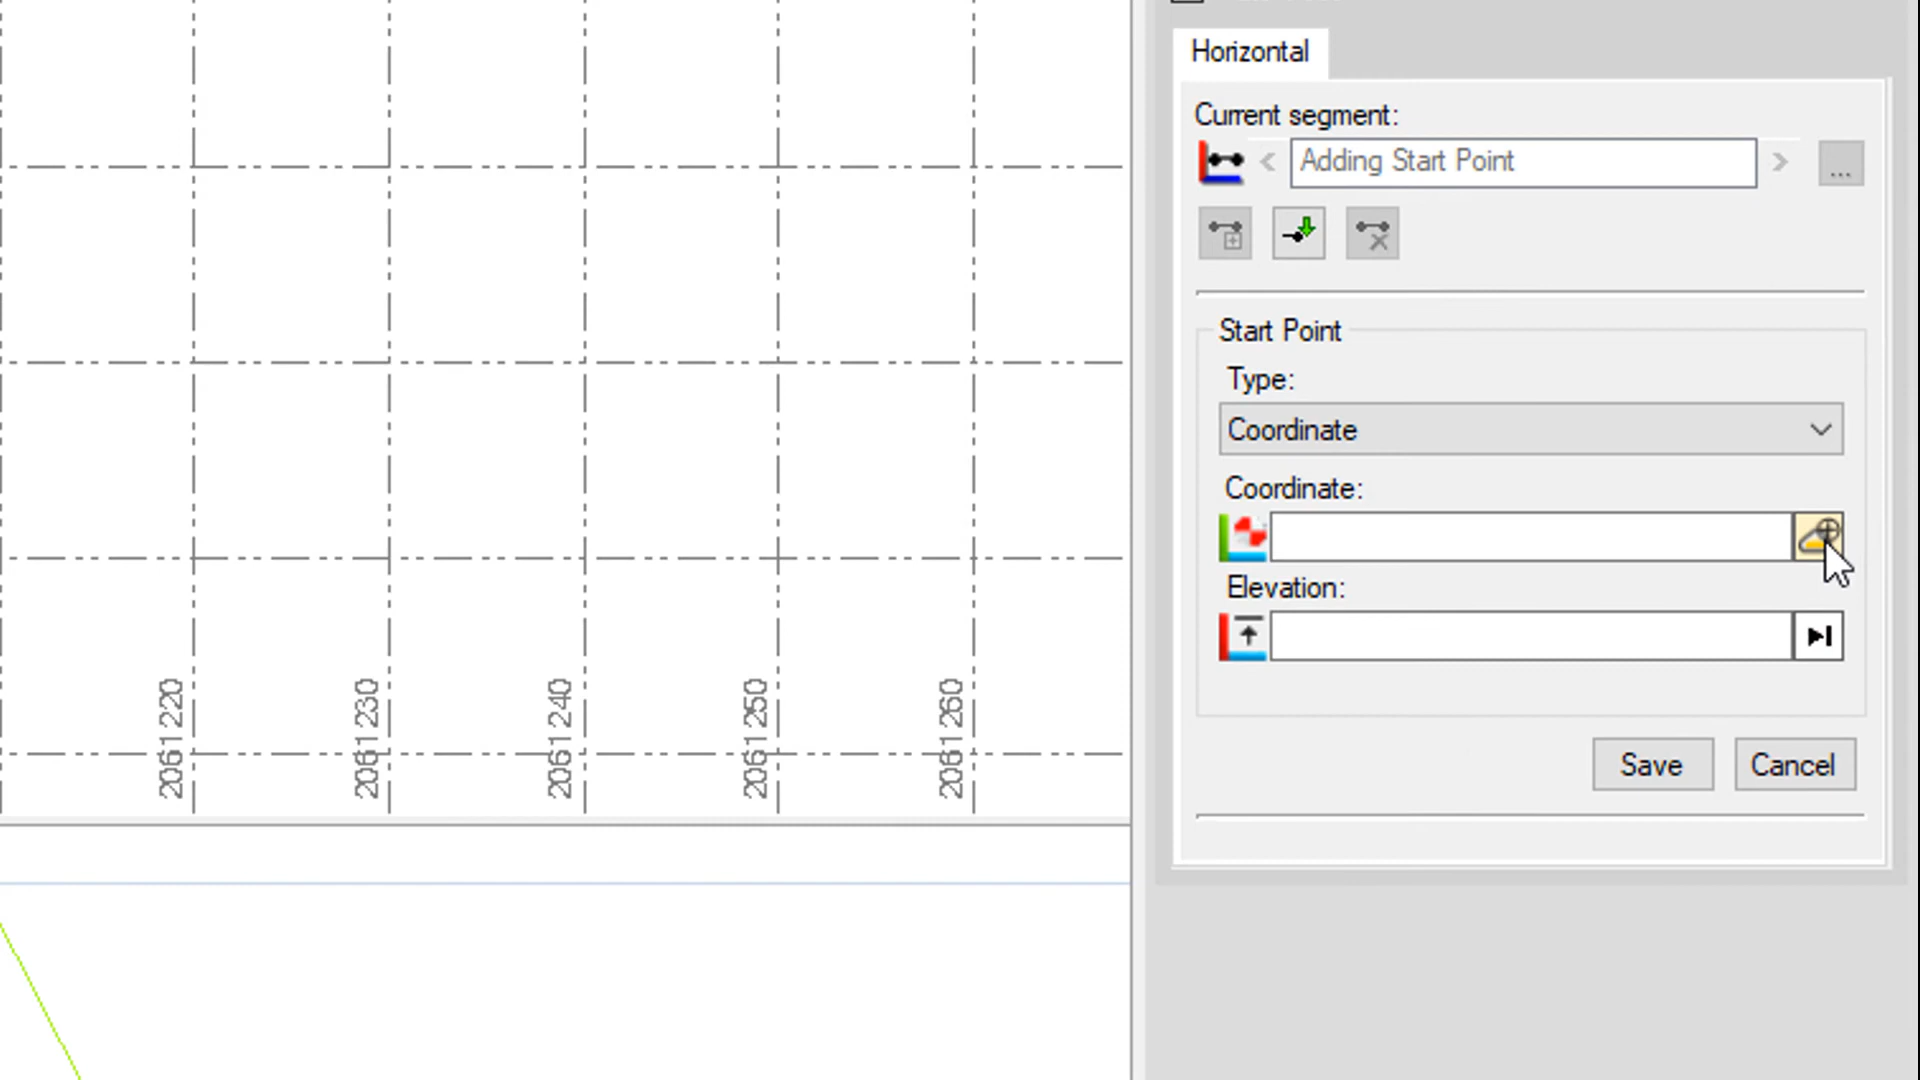 Horizontal
Current segment:
<
Adding Start Point
>
...
Start Point
Type:
Coordinate
Coordinate:
Elevation:
Save
Cancel
2061220
2061230
2061240
2061250
2061260